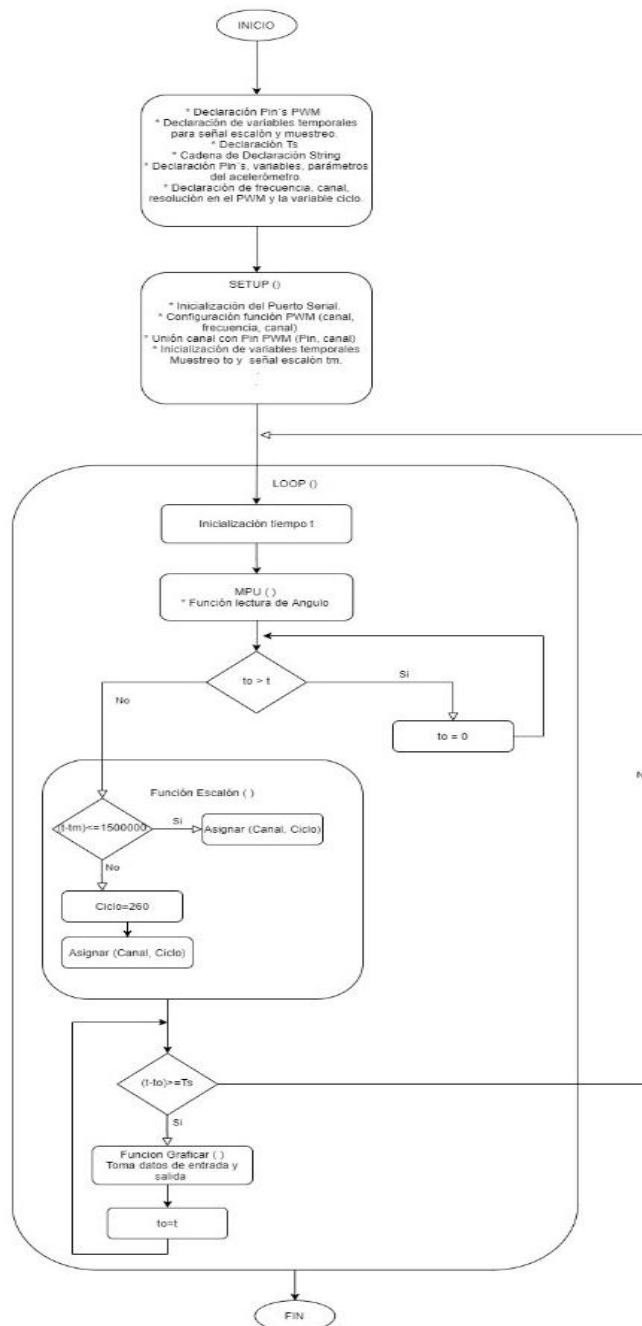 INICIO
* Declaración Pin´s PWM
* Declaración de variables temporales
para señal escalón y muestreo.
* Declaración Ts
* Cadena de Declaración String
* Declaración Pin´s, variables, parámetros
del acelerómetro.
* Declaración de frecuencia, canal,
resolución en el PWM y la variable ciclo.
SETUP ()
* Inicialización del Puerto Serial.
* Configuración función PWM (canal,
frecuencia, canal)
* Unión canal con Pin PWM (Pin, canal)
* Inicialización de variables temporales
Muestreo to y señal escalón tm.
LOOP ()
Inicialización tiempo t
MPU ( )
* Función lectura de Angulo
to > t
Si
No
to = 0
Función Escalón ( )
(t-tm)<=1500000
Si
Asignar (Canal, Ciclo)
No
Ciclo=260
Asignar (Canal, Ciclo)
(t-to)>=Ts
N
Si
Funcion Graficar ( )
Toma datos de entrada y
salida
to=t
FIN